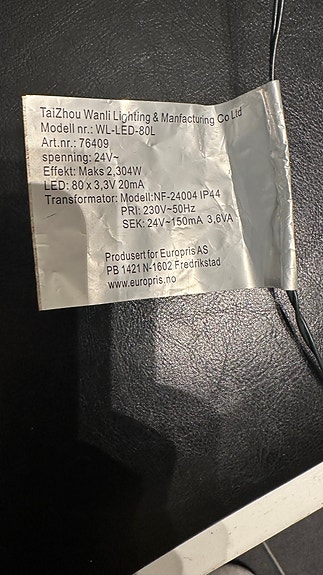 TaiZhou Wanli Lighting & Manfacturing Co Ltd
Modell nr.: WL-LED-80L
Art.nr.: 76409
spenning: 24V~
Effekt: Maks 2,304W
LED: 80 x 3,3V 20mA
Transformator: Modell:NF-24004 IP44
PRI: 230V~50Hz
SEK: 24V~150mA 3,6VA
Produsert for Europris AS
PB 1421 N-1602 Fredrikstad
www.europris.no